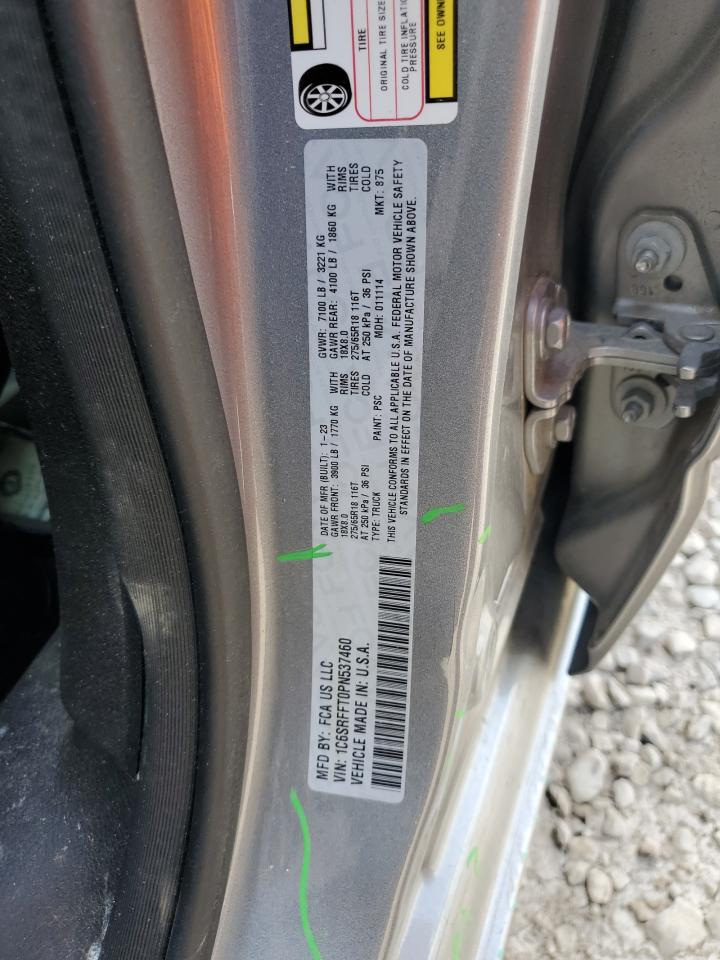 TIRE
ORIGINAL TIRE SIZE
COLD TIRE INFLATIO
PRESSURE
SEE OWNE
MFD BY: FCA US LLC
VIN: 1C6SRFFT0PN537460
VEHICLE MADE IN: U.S.A.
DATE OF MFR (BUILT): 1-23 GVWR: 7100 LB / 3221 KG
GAWR FRONT: 3900 LB / 1770 KG WITH GAWR REAR: 4100 LB / 1860 KG WITH
18X8.0 RIMS 18X8.0 RIMS
275/65R18 116T TIRES 275/65R18 116T TIRES
AT 250 kPa / 36 PSI COLD AT 250 kPa / 36 PSI COLD
TYPE: TRUCK PAINT: PSC MDH: 011114 MKT: 875
THIS VEHICLE CONFORMS TO ALL APPLICABLE U.S.A. FEDERAL MOTOR VEHICLE SAFETY
STANDARDS IN EFFECT ON THE DATE OF MANUFACTURE SHOWN ABOVE.